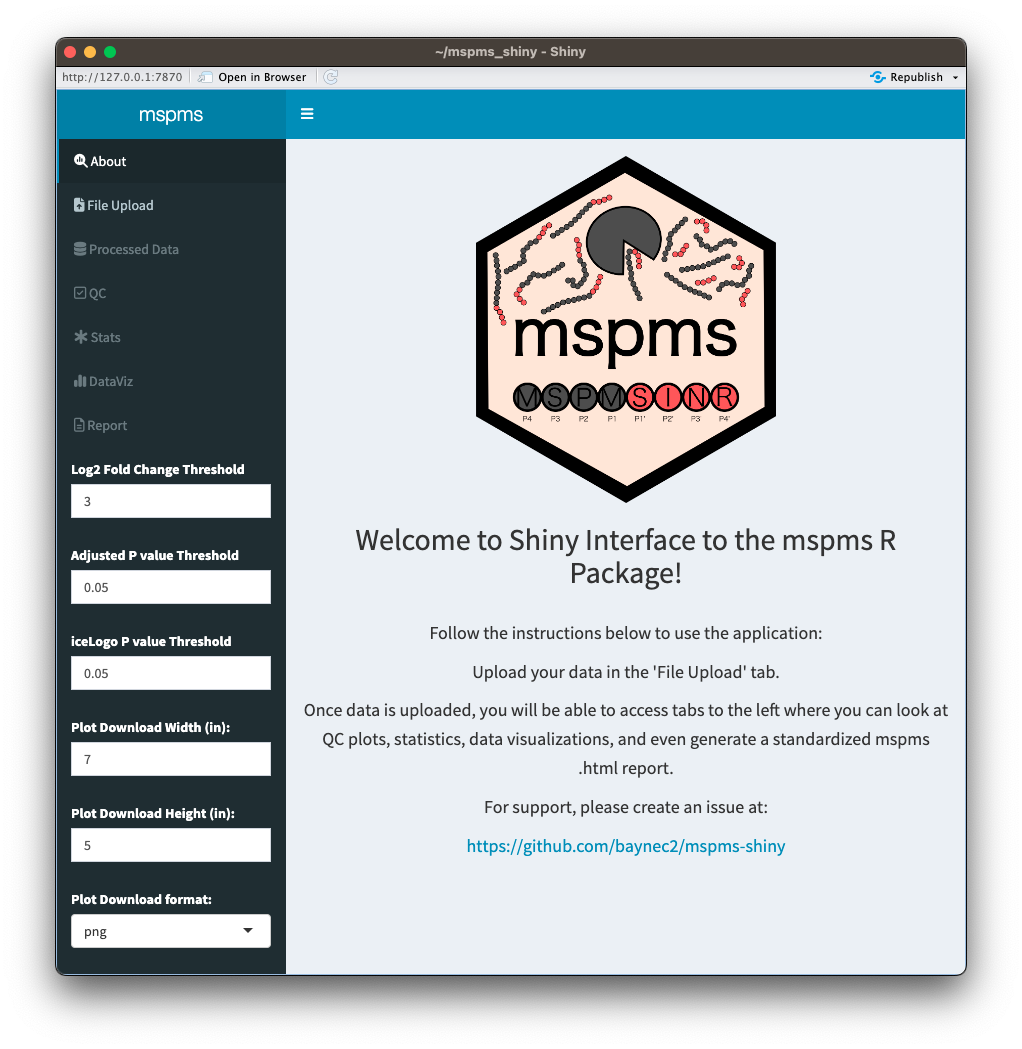 ~/mspms_shiny - Shiny
http://127.0.0.1:7870
Open in Browser
Republish
mspms
About
File Upload
Processed Data
QC
Stats
DataViz
Report
Log2 Fold Change Threshold
3
Adjusted P value Threshold
0.05
iceLogo P value Threshold
0.05
Plot Download Width (in):
7
Plot Download Height (in):
5
Plot Download format:
png
mspms
M S P M S I N R
P4 P3 P2 P1 P1' P2' P3' P4'
Welcome to Shiny Interface to the mspms R
Package!
Follow the instructions below to use the application:
Upload your data in the 'File Upload' tab.
Once data is uploaded, you will be able to access tabs to the left where you can look at
QC plots, statistics, data visualizations, and even generate a standardized mspms
.html report.
For support, please create an issue at:
https://github.com/baynec2/mspms-shiny